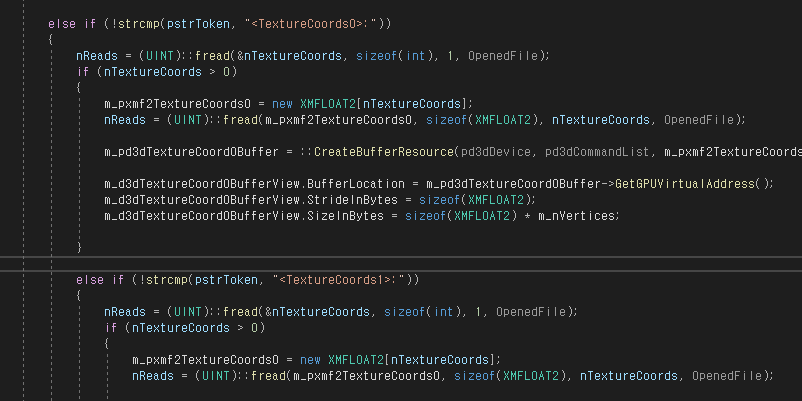 else if (!strcmp(pstrToken, "<TextureCoords0>:"))
{
nReads = (UINT)::fread(&nTextureCoords, sizeof(int), 1, OpenedFile);
if (nTextureCoords > 0)
{
m_pxmf2TextureCoords0 = new XMFLOAT2[nTextureCoords];
nReads = (UINT)::fread(m_pxmf2TextureCoords0, sizeof(XMFLOAT2), nTextureCoords, OpenedFile);
m_pd3dTextureCoord0Buffer = ::CreateBufferResource(pd3dDevice, pd3dCommandList, m_pxmf2TextureCoords
m_d3dTextureCoord0BufferView.BufferLocation = m_pd3dTextureCoord0Buffer->GetGPUVirtualAddress();
m_d3dTextureCoord0BufferView.StrideInBytes = sizeof(XMFLOAT2);
m_d3dTextureCoord0BufferView.SizeInBytes = sizeof(XMFLOAT2) * m_nVertices;
}
else if (!strcmp(pstrToken, "<TextureCoords1>:"))
{
nReads = (UINT)::fread(&nTextureCoords, sizeof(int), 1, OpenedFile);
if (nTextureCoords > 0)
{
m_pxmf2TextureCoords0 = new XMFLOAT2[nTextureCoords];
nReads = (UINT)::fread(m_pxmf2TextureCoords0, sizeof(XMFLOAT2), nTextureCoords, OpenedFile);